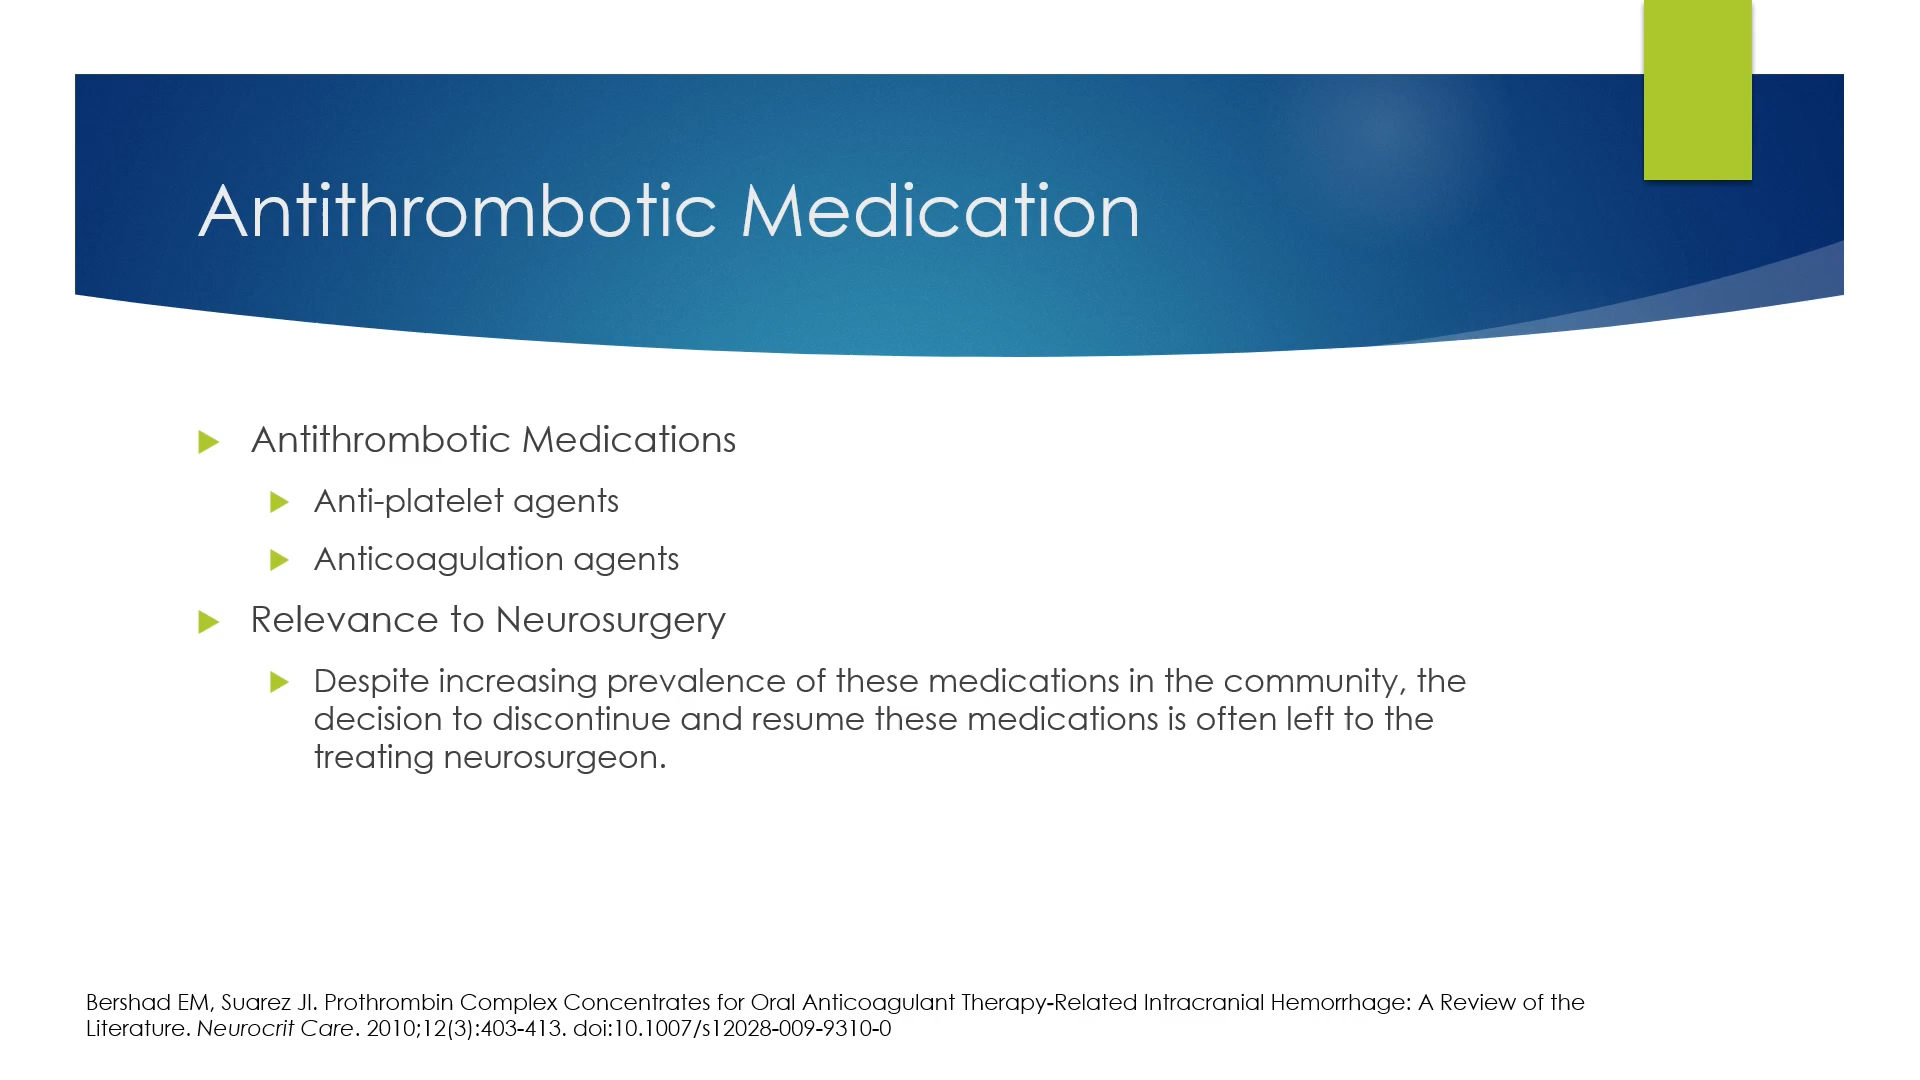 Antithrombotic Medication
Antithrombotic Medications
Anti-platelet agents
Anticoagulation agents
Relevance to Neurosurgery
Despite increasing prevalence of these medications in the community, the
decision to discontinue and resume these medications is often left to the
treating neurosurgeon.
Bershad EM, Suarez JI. Prothrombin Complex Concentrates for Oral Anticoagulant Therapy-Related Intracranial Hemorrhage: A Review of the
Literature. Neurocrit Care. 2010;12(3):403-413. doi:10.1007/s12028-009-9310-0